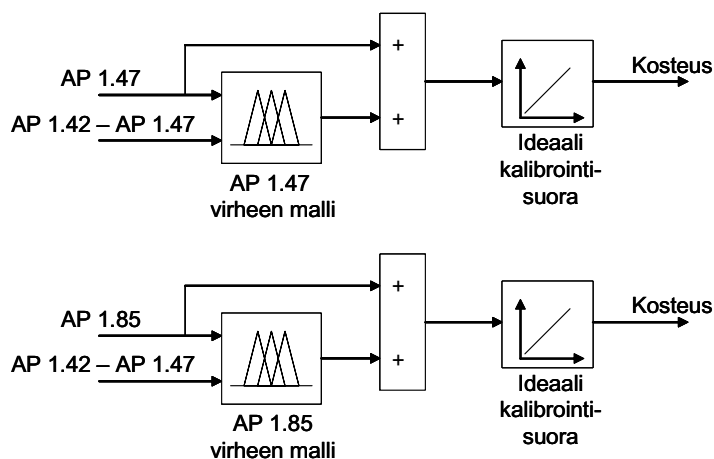 AP 1.47
AP 1.42 – AP 1.47
AP 1.47
virheen malli
+
+
Ideaali
kalibrointi-
suora
Kosteus
AP 1.85
AP 1.42 – AP 1.47
AP 1.85
virheen malli
+
+
Ideaali
kalibrointi-
suora
Kosteus